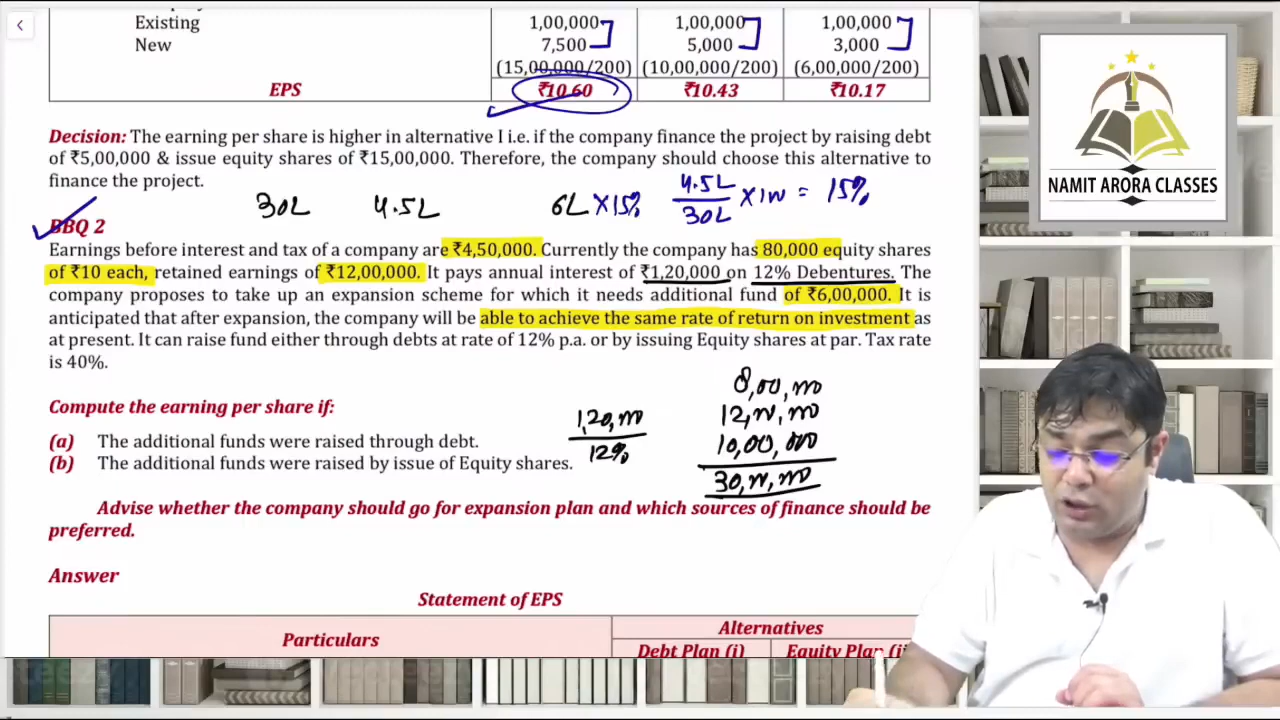 Existing 1,00,000 1,00,000 1,00,000
New 7,500 5,000 3,000
(15,00,000/200) (10,00,000/200) (6,00,000/200)
EPS ₹10.60 ₹10.43 ₹10.17
Decision: The earning per share is higher in alternative I i.e. if the company finance the project by raising debt
of ₹5,00,000 & issue equity shares of ₹15,00,000. Therefore, the company should choose this alternative to
finance the project.
30L 4.5L 6L × 15% 4.5L/30L × 100 = 15%
BBQ 2
Earnings before interest and tax of a company are ₹4,50,000. Currently the company has 80,000 equity shares
of ₹10 each, retained earnings of ₹12,00,000. It pays annual interest of ₹1,20,000 on 12% Debentures. The
company proposes to take up an expansion scheme for which it needs additional fund of ₹6,00,000. It is
anticipated that after expansion, the company will be able to achieve the same rate of return on investment as
at present. It can raise fund either through debts at rate of 12% p.a. or by issuing Equity shares at par. Tax rate
is 40%.
8,00,000
Compute the earning per share if:
1,20,000 12,00,000
(a) The additional funds were raised through debt.
12% 10,00,000
(b) The additional funds were raised by issue of Equity shares.
30,00,000
Advise whether the company should go for expansion plan and which sources of finance should be
preferred.
Answer
Statement of EPS
Particulars Alternatives
Debt Plan (i) Equity Plan
NAMIT ARORA CLASSES